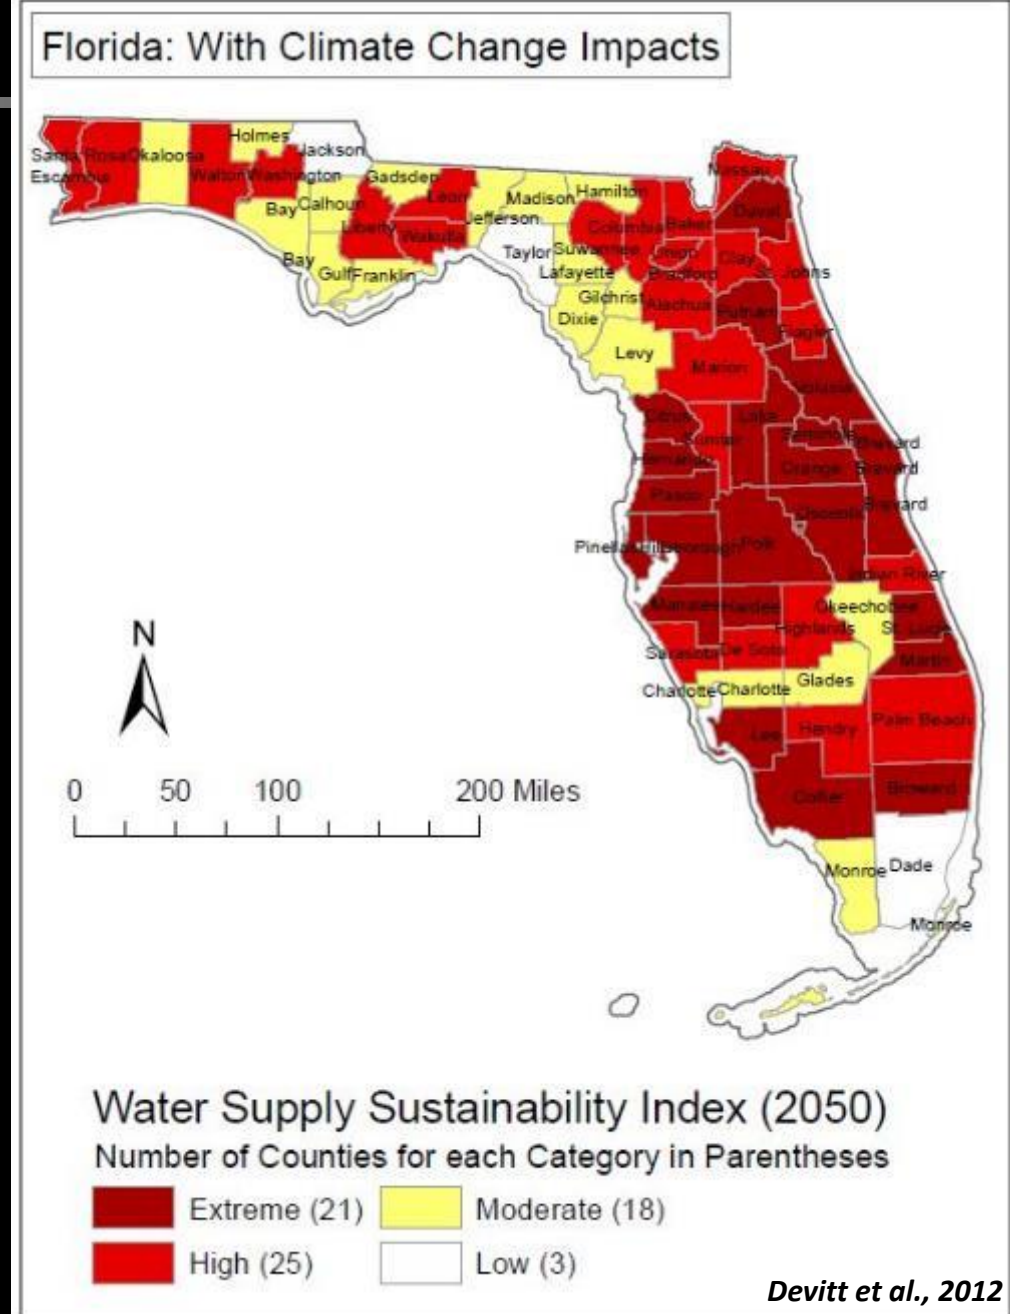 Florida: With Climate Change Impacts
Holmes
Jackson
Santa Rosa Okaloosa
Escambia
Walton Washington
Gadsden
Leon
Madison
Hamilton
Nassau
Bay Calhoun
Jefferson
Duval
Liberty
Wakulla
Columbia Baker
Taylor
Suwannee
Union
Clay
Bay
Gulf Franklin
Lafayette
Bradford
St. Johns
Gilchrist
Alachua
Putnam
Dixie
Flagler
Levy
Marion
Volusia
Citrus
Lake
Sumter
Seminole
Brevard
Hernando
Orange
Brevard
Pasco
Osceola
Brevard
Pinellas Hillsborough
Polk
Indian River
Manatee Hardee
Okeechobee
Highlands
St. Lucie
Sarasota De Soto
Martin
Charlotte Charlotte
Glades
Lee
Hendry
Palm Beach
Collier
Broward
Monroe
Dade
Monroe
N
0 50 100 200 Miles
Water Supply Sustainability Index (2050)
Number of Counties for each Category in Parentheses
Extreme (21)
Moderate (18)
High (25)
Low (3)
Devitt et al., 2012